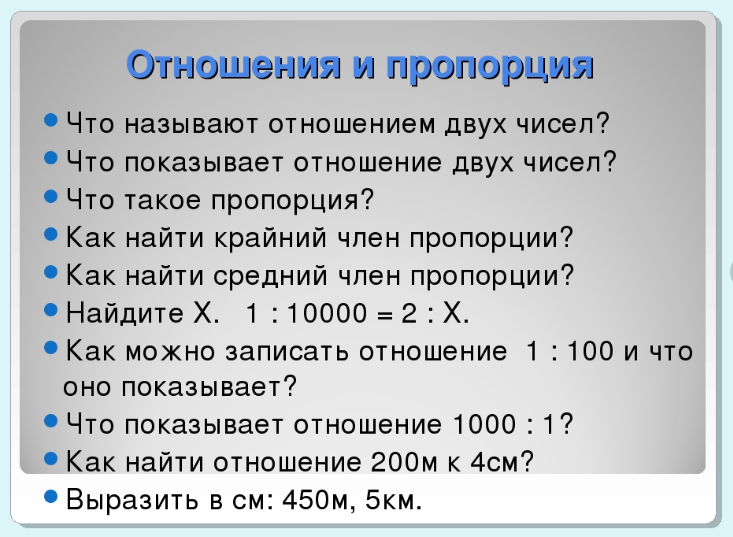 Отношения и пропорция
Что называют отношением двух чисел?
Что показывает отношение двух чисел?
Что такое пропорция?
Как найти крайний член пропорции?
Как найти средний член пропорции?
Найдите X. 1 : 10000 = 2 : X.
Как можно записать отношение 1 : 100 и что
оно показывает?
Что показывает отношение 1000 : 1?
Как найти отношение 200м к 4см?
Выразить в см: 450м, 5км.